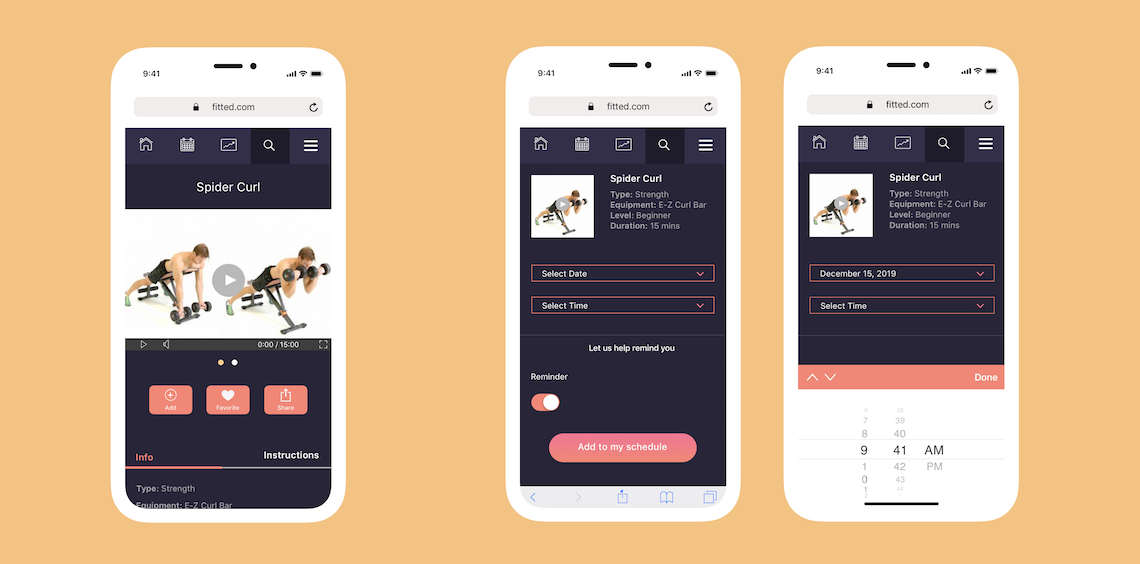 9:41
fitted.com
Spider Curl
0:00 / 15:00
Add
Favorite
Share
Info
Instructions
Type: Strength
Equipment: E-Z Curl Bar
9:41
fitted.com
Spider Curl
Type: Strength
Equipment: E-Z Curl Bar
Level: Beginner
Duration: 15 mins
Select Date
Select Time
Let us help remind you
Reminder
Add to my schedule
9:41
fitted.com
Spider Curl
Type: Strength
Equipment: E-Z Curl Bar
Level: Beginner
Duration: 15 mins
December 15, 2019
Select Time
Done
6 38
7 39
8 40
9 41 AM
1 42 PM
0 43
1 44